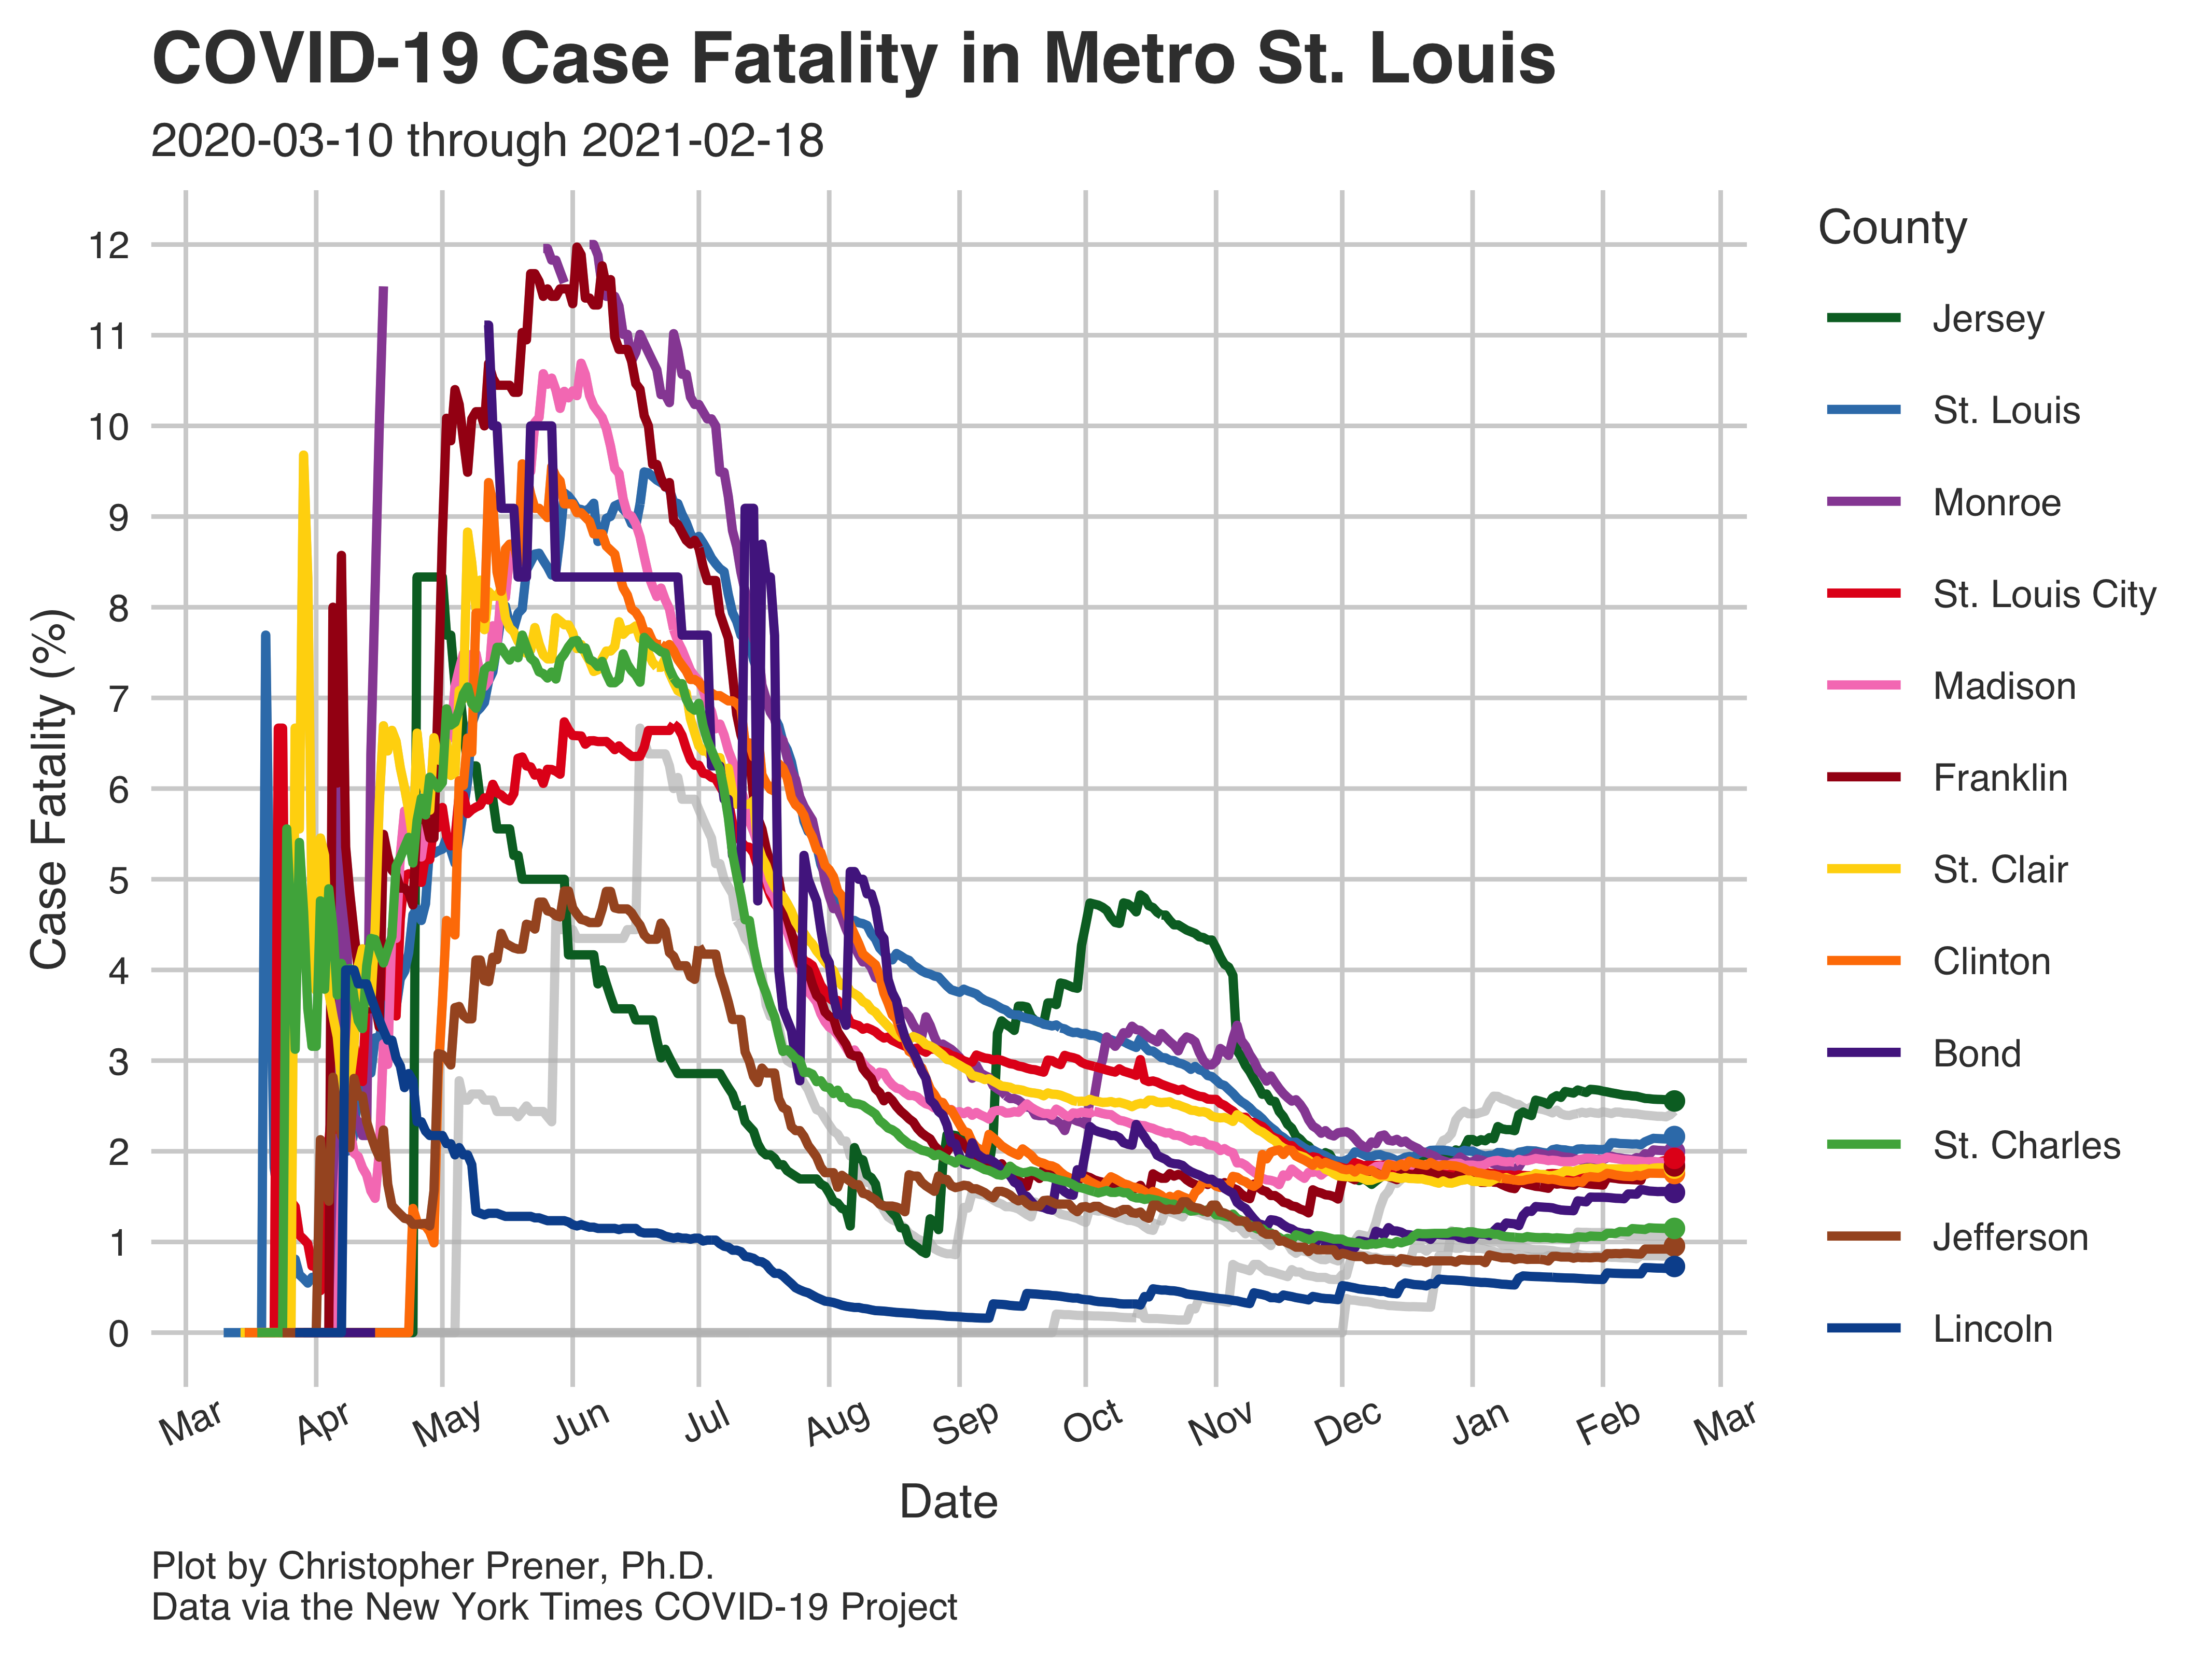 COVID-19 Case Fatality in Metro St. Louis
2020-03-10 through 2021-02-18
Case Fatality (%)
12
11
10
9
8
7
6
5
4
3
2
1
0
Mar Apr May Jun Jul Aug Sep Oct Nov Dec Jan Feb Mar
Date
County
Jersey
St. Louis
Monroe
St. Louis City
Madison
Franklin
St. Clair
Clinton
Bond
St. Charles
Jefferson
Lincoln
Plot by Christopher Prener, Ph.D.
Data via the New York Times COVID-19 Project